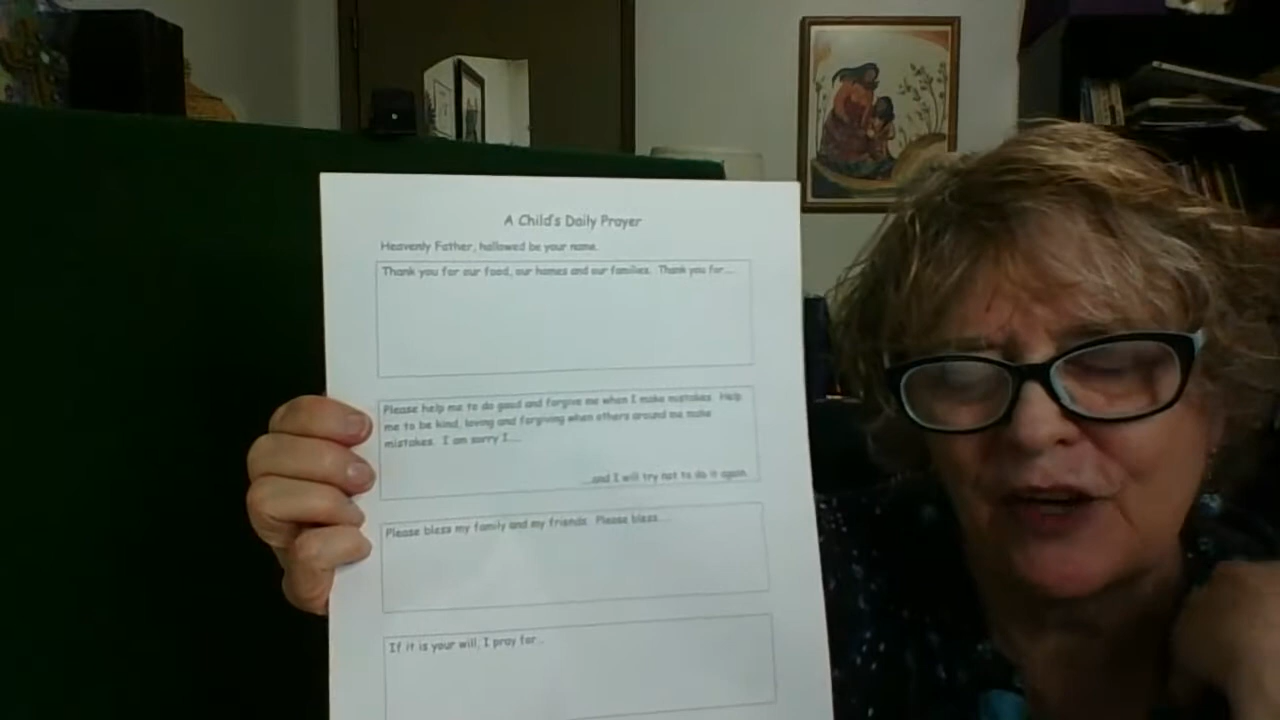 A Child's Daily Prayer
Heavenly Father, hallowed be your name.
Thank you for our food, our homes and our families. Thank you for...
Please help me to do good and forgive me when I make mistakes. Help
me to be kind, loving and forgiving when others around me make
mistakes. I am sorry I...
...and I will try not to do it again.
Please bless my family and my friends. Please bless...
If it is your will, I pray for...